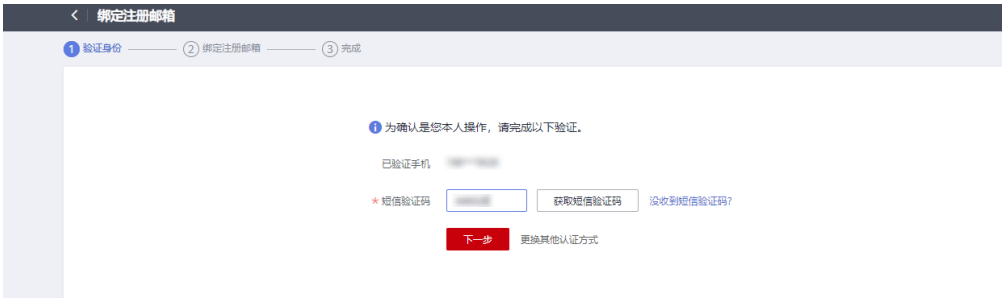 绑定注册邮箱
1 验证身份 2 绑定注册邮箱 3 完成
为确认是您本人操作，请完成以下验证。
已验证手机
* 短信验证码 获取短信验证码 没收到短信验证码?
下一步 更换其他认证方式